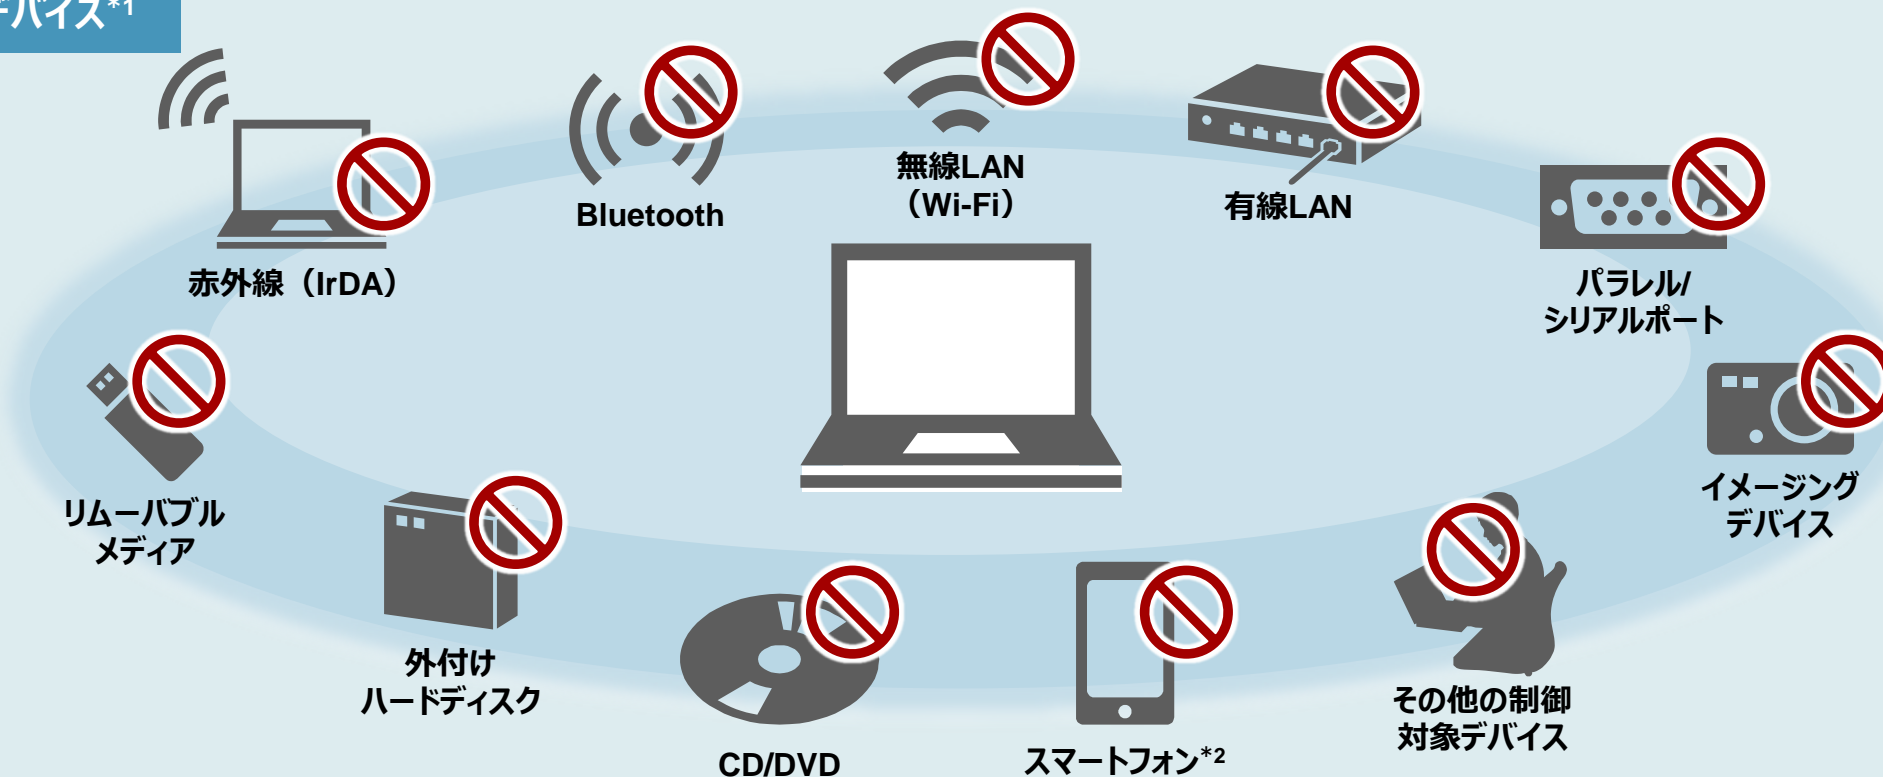 デバイス*1
無線LAN
（Wi-Fi）
Bluetooth
有線LAN
赤外線（IrDA）
パラレル/
シリアルポート
リムーバブル
メディア
イメージング
デバイス
外付け
ハードディスク
その他の制御
対象デバイス
CD/DVD
スマートフォン*2